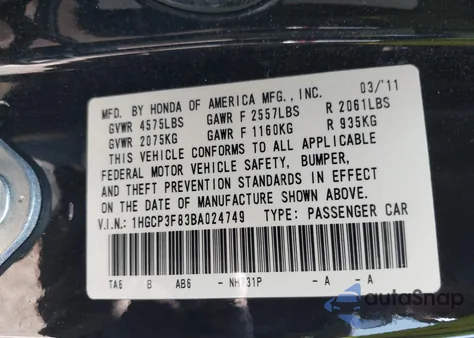 MFD. BY HONDA OF AMERICA MFG., INC. 03/'11
GVWR 4575LBS GAWR F 2557LBS R 2061LBS
GVWR 2075KG GAWR F 1160KG R 935KG
THIS VEHICLE CONFORMS TO ALL APPLICABLE
FEDERAL MOTOR VEHICLE SAFETY, BUMPER,
AND THEFT PREVENTION STANDARDS IN EFFECT
ON THE DATE OF MANUFACTURE SHOWN ABOVE.
V.I.N.: 1HGCP3F83BA024749 TYPE: PASSENGER CAR
TA6 B AB6 - NH731P - A - A
autoSnap